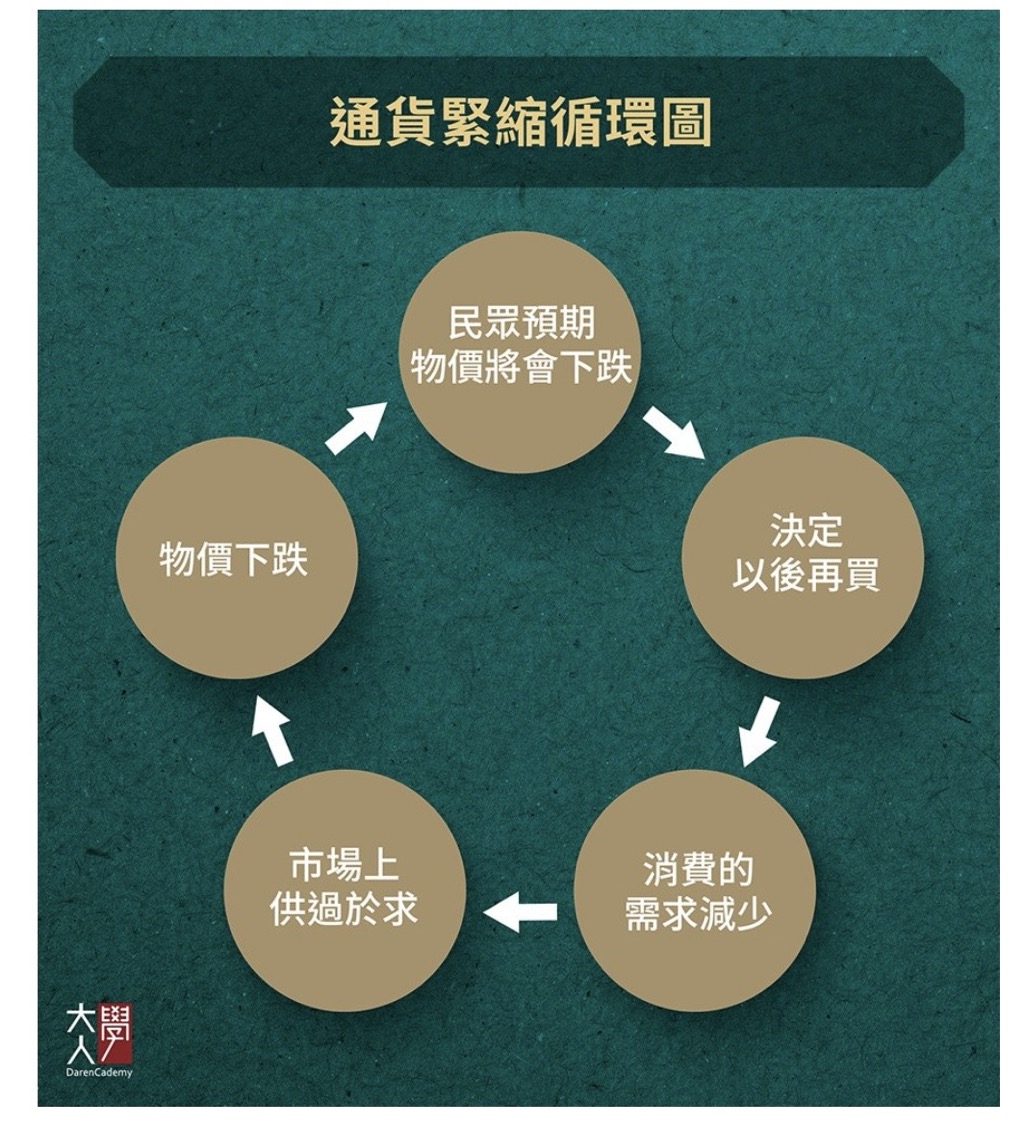 通貨緊縮循環圖
民眾預期
物價將會下跌
決定
以後再買
消費的
需求減少
市場上
供過於求
物價下跌
大人學
DarenCademy